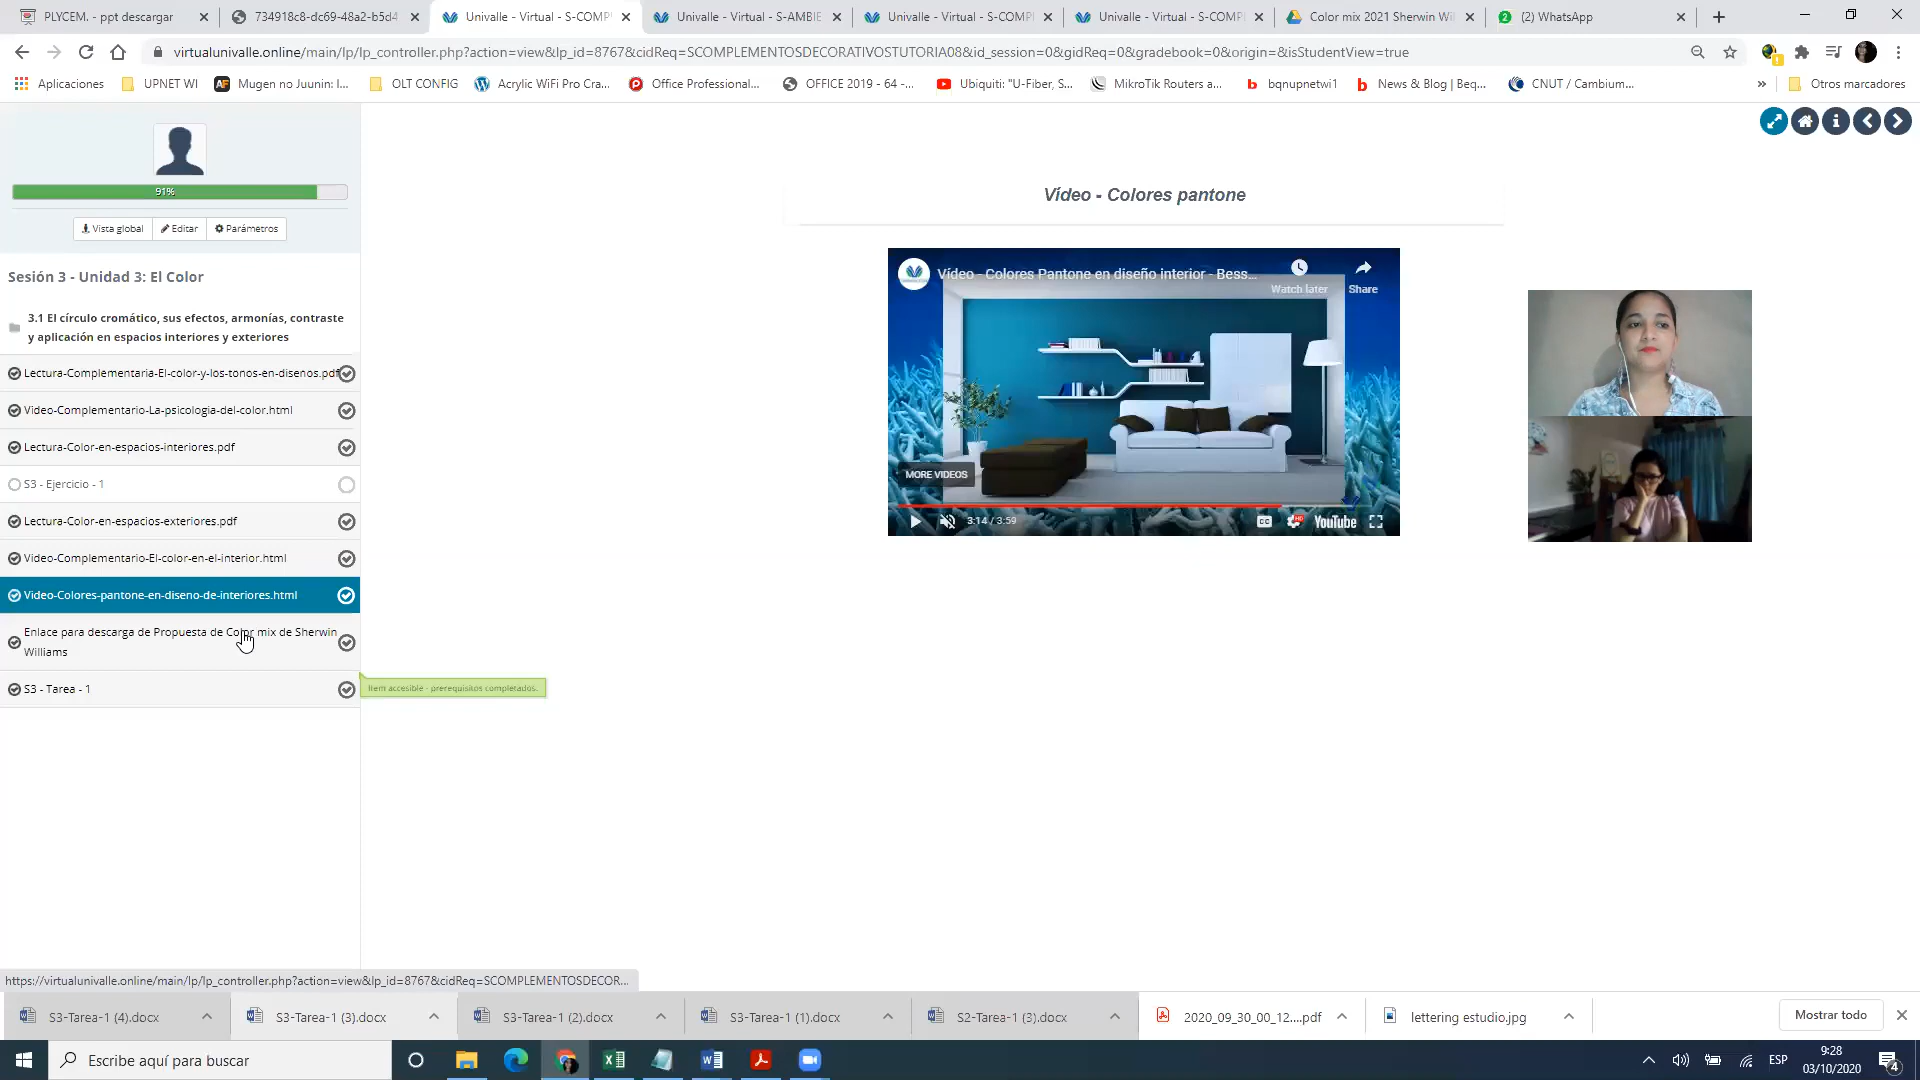 PLYCEM. - ppt descargar
734918c8-dc69-48a2-b5d4
Univalle - Virtual - S-COMP
Univalle - Virtual - S-AMBIE
Univalle - Virtual - S-COMPI
Univalle - Virtual - S-COMPI
Color mix 2021 Sherwin Wil
(2) WhatsApp
virtualunivalle.online/main/lp/lp_controller.php?action=view&lp_id=8767&cidReq=SCOMPLEMENTOSDECORATIVOSTUTORIA08&id_session=0&gidReq=0&gradebook=0&origin=&isStudentView=true
Aplicaciones
UPNET WI
Mugen no Juunin: I...
OLT CONFIG
Acrylic WiFi Pro Cra...
Office Professional...
OFFICE 2019 - 64 -...
Ubiquiti: "U-Fiber, S...
MikroTik Routers a...
bqnupnetwi1
News & Blog | Beq...
CNUT / Cambium...
»
Otros marcadores
91%
Vista global
Editar
Parámetros
Sesión 3 - Unidad 3: El Color
3.1 El círculo cromático, sus efectos, armonías, contraste
y aplicación en espacios interiores y exteriores
Lectura-Complementaria-El-color-y-los-tonos-en-disenos.pdf
Video-Complementario-La-psicologia-del-color.html
Lectura-Color-en-espacios-interiores.pdf
S3 - Ejercicio - 1
Lectura-Color-en-espacios-exteriores.pdf
Video-Complementario-El-color-en-el-interior.html
Video-Colores-pantone-en-diseno-de-interiores.html
Enlace para descarga de Propuesta de Color mix de Sherwin
Williams
S3 - Tarea - 1
Item accesible - prerequisitos completados.
Vídeo - Colores pantone
Vídeo - Colores Pantone en diseño interior - Bess...
Watch later
Share
MORE VIDEOS
3:14 / 3:59
CC
HD
YouTube
https://virtualunivalle.online/main/lp/lp_controller.php?action=view&lp_id=8767&cidReq=SCOMPLEMENTOSDECOR...
S3-Tarea-1 (4).docx
S3-Tarea-1 (3).docx
S3-Tarea-1 (2).docx
S3-Tarea-1 (1).docx
S2-Tarea-1 (3).docx
2020_09_30_00_12....pdf
lettering estudio.jpg
Mostrar todo
Escribe aquí para buscar
ESP
9:28
03/10/2020
4